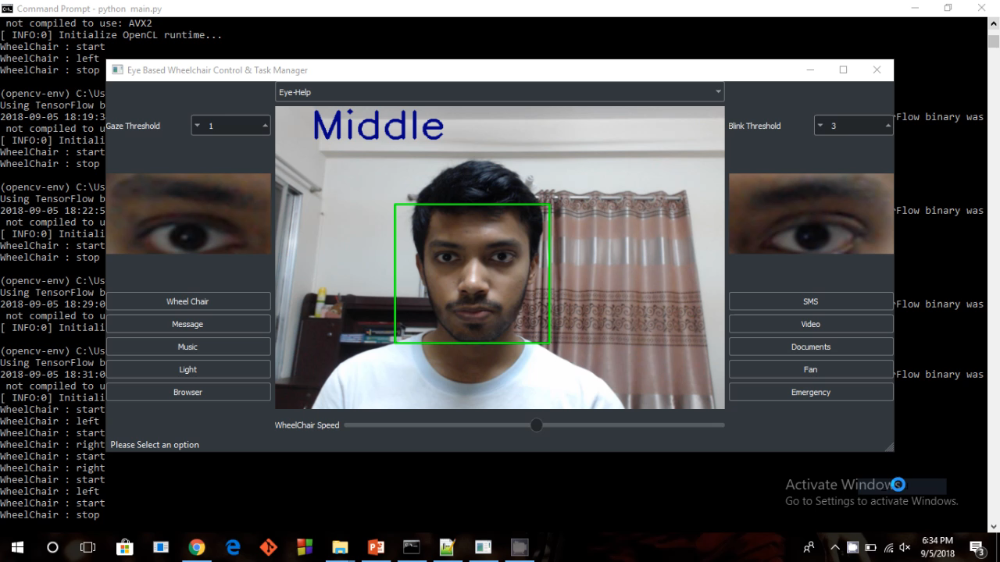 Command Prompt - python main.py
not compiled to use: AVX2
[ INFO:0] Initialize OpenCL runtime...
WheelChair : start
WheelChair : left
WheelChair : stop
(opencv-env) C:\Us
Using TensorFlow b
2018-09-05 18:19:3
not compiled to u
[ INFO:0] Initiali
WheelChair : start
WheelChair : stop
(opencv-env) C:\Us
Using TensorFlow b
2018-09-05 18:22:5
not compiled to u
[ INFO:0] Initiali
WheelChair : start
WheelChair : stop
(opencv-env) C:\Us
Using TensorFlow b
2018-09-05 18:29:0
not compiled to u
[ INFO:0] Initiali
(opencv-env) C:\Us
Using TensorFlow b
2018-09-05 18:31:0
not compiled to u
[ INFO:0] Initiali
WheelChair : start
WheelChair : left
WheelChair : start
WheelChair : right
WheelChair : start
WheelChair : right
WheelChair : start
WheelChair : left
WheelChair : start
WheelChair : stop
Eye Based Wheelchair Control & Task Manager
Eye-Help
Gaze Threshold 1
Middle
Blink Threshold 3
Wheel Chair
Message
Music
Light
Browser
SMS
Video
Documents
Fan
Emergency
WheelChair Speed
Please Select an option
Flow binary was
Flow binary was
Flow binary was
Flow binary was
Activate Windows
Go to Settings to activate Windows.
6:34 PM
9/5/2018
3